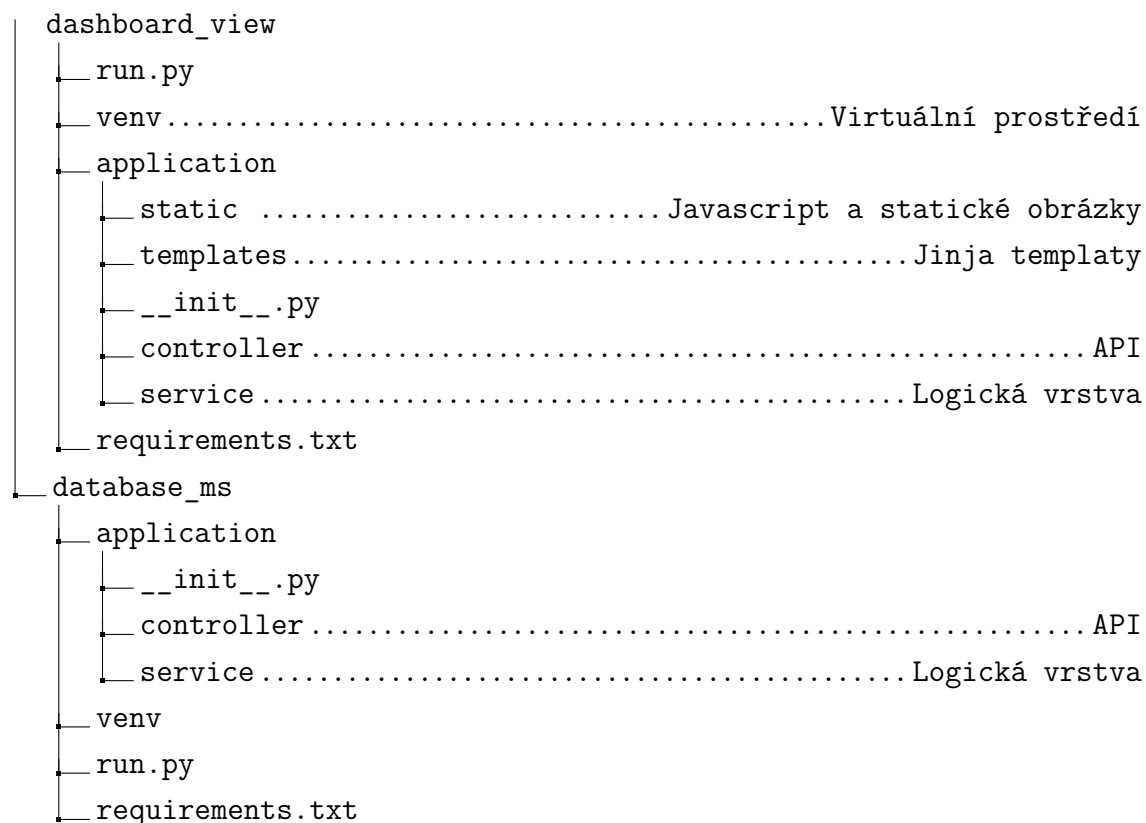 dashboard_view
run.py
venv...............................................Virtuální prostředí
application
static ............................Javascript a statické obrázky
templates...........................................Jinja templaty
__init__.py
controller......................................................API
service.............................................Logická vrstva
requirements.txt
database_ms
application
__init__.py
controller......................................................API
service.............................................Logická vrstva
venv
run.py
requirements.txt